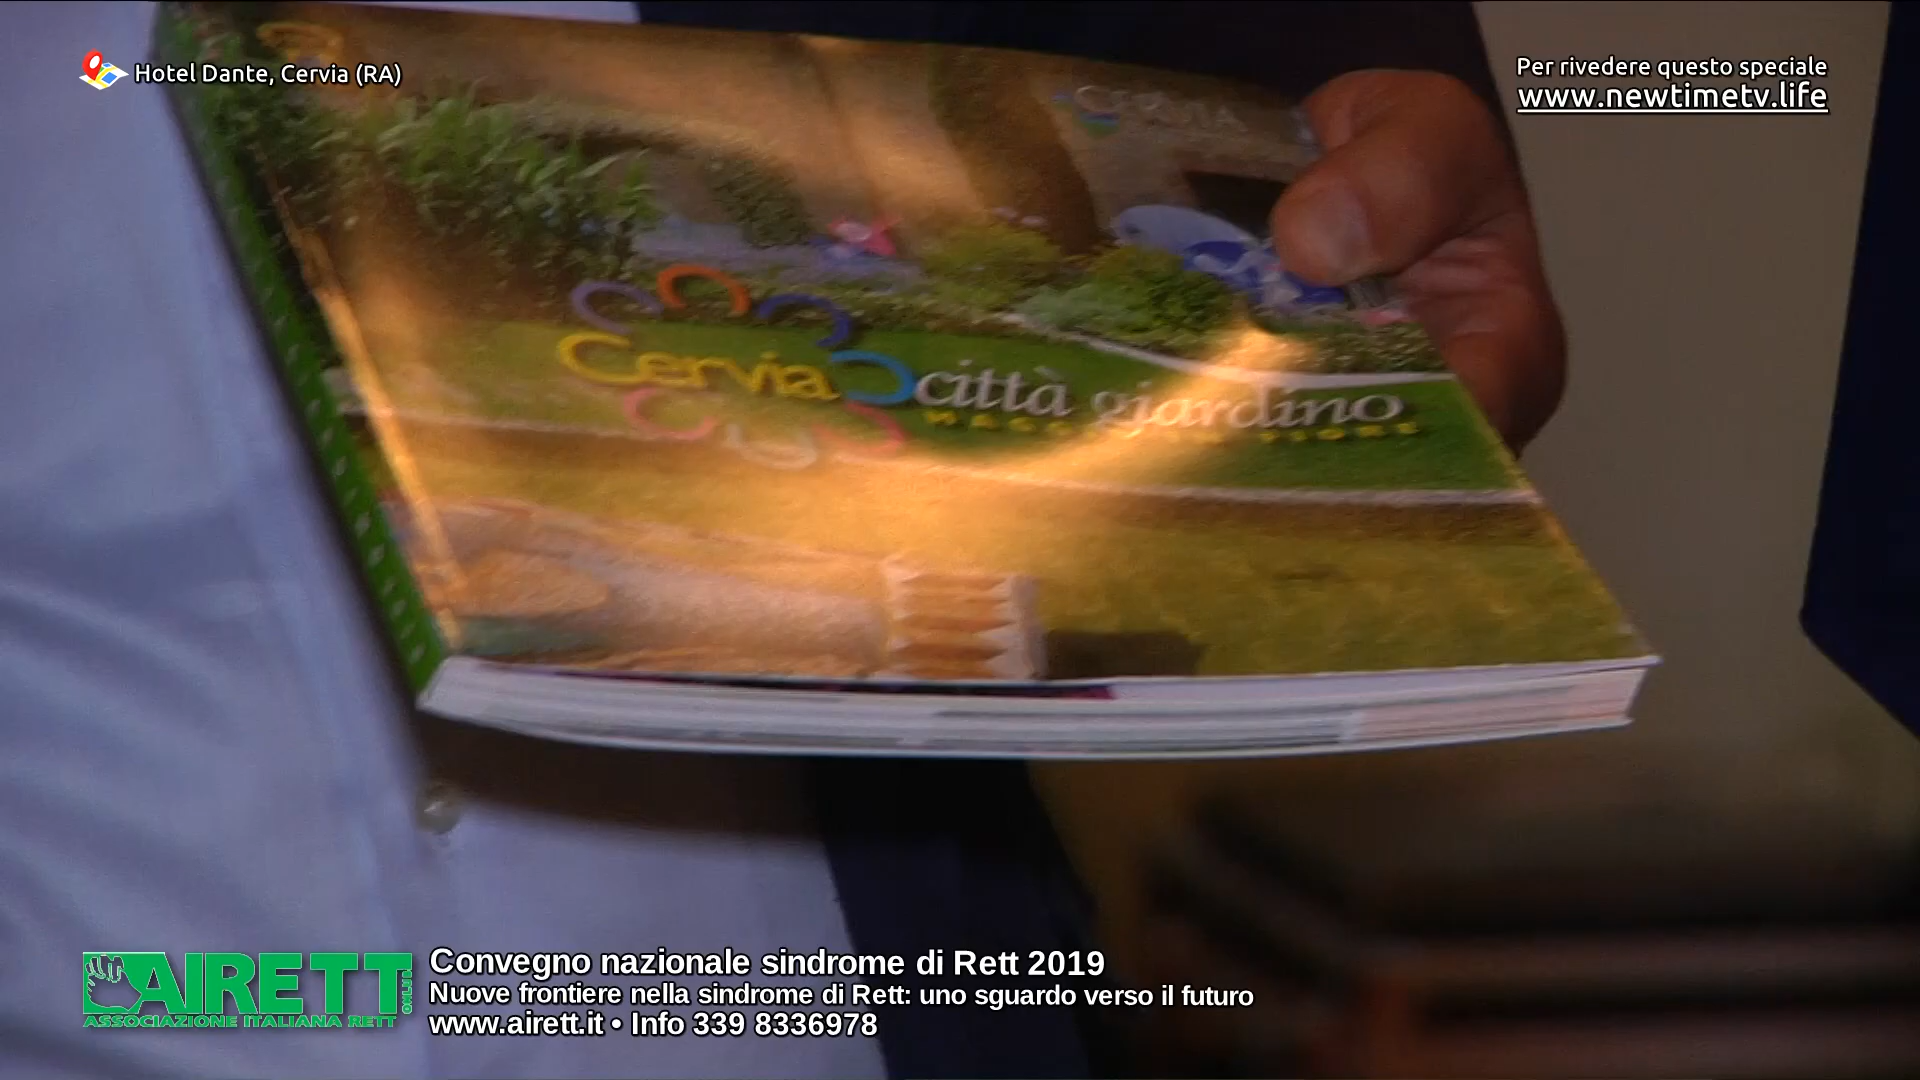 Hotel Dante, Cervia (RA)
Per rivedere questo speciale
www.newtimetv.life
CERVIA
Cervia città giardino
AIRETT
ONLUS
ASSOCIAZIONE ITALIANA RETT
Convegno nazionale sindrome di Rett 2019
Nuove frontiere nella sindrome di Rett: uno sguardo verso il futuro
www.airett.it • Info 339 8336978